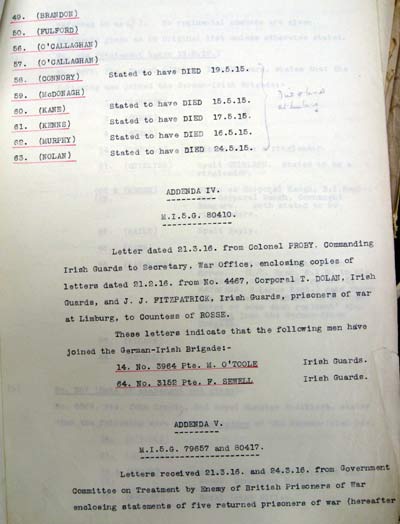 49. (BRANDON)
50. (FULFORD)
56. (O'CALLAGHAN)
57. (O'CALLAGHAN)
58. (CONNORY) Stated to have DIED 19.5.15.
59. (McDONAGH)
60. (KANE) Stated to have DIED 15.5.15.
61. (KENNS) Stated to have DIED 17.5.15.
62. (MURPHY) Stated to have DIED 16.5.15.
63. (NOLAN) Stated to have DIED 24.5.15.
ADDENDA IV.
M.I.5.G. 80410.
Letter dated 21.3.16. from Colonel PROBY, Commanding
Irish Guards to Secretary, War Office, enclosing copies of
letters dated 21.2.16. from No. 4467, Corporal T. DOLAN, Irish
Guards, and J. J. FITZPATRICK, Irish Guards, prisoners of war
at Limburg, to Countess of ROSSE.
These letters indicate that the following men have
joined the German-Irish Brigade:-
14. No. 3964 Pte. M. O'TOOLE Irish Guards.
64. No. 3152 Pte. F. SEWELL Irish Guards.
ADDENDA V.
M.I.5.G. 79857 and 80417.
Letters received 21.3.16. and 24.3.16. from Government
Committee on Treatment by Enemy of British Prisoners of War
enclosing statements of five returned prisoners of war (hereafter